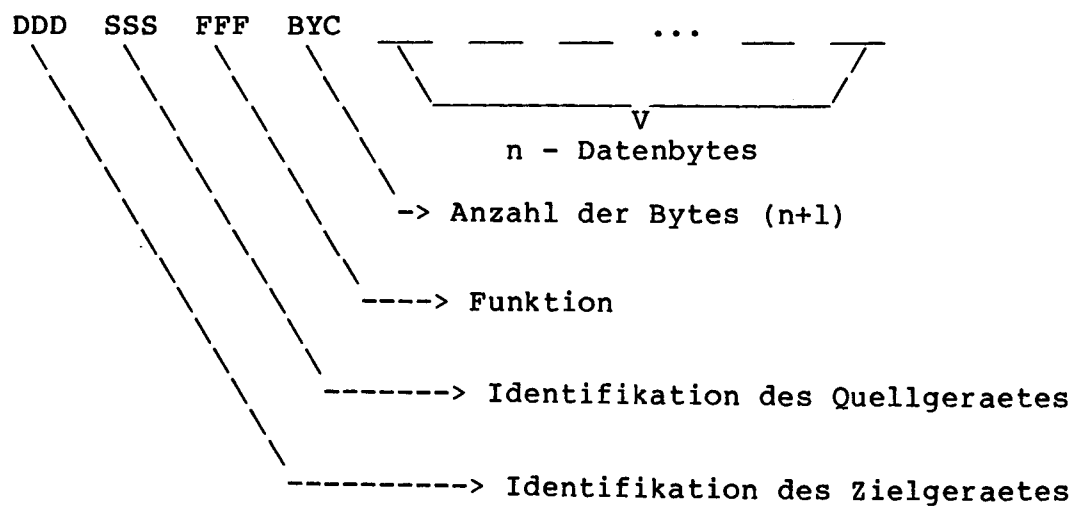 DDD SSS FFF BYC ...
V
n - Datenbytes
-> Anzahl der Bytes (n+1)
----> Funktion
-------> Identifikation des Quellgeraetes
----------> Identifikation des Zielgeraetes